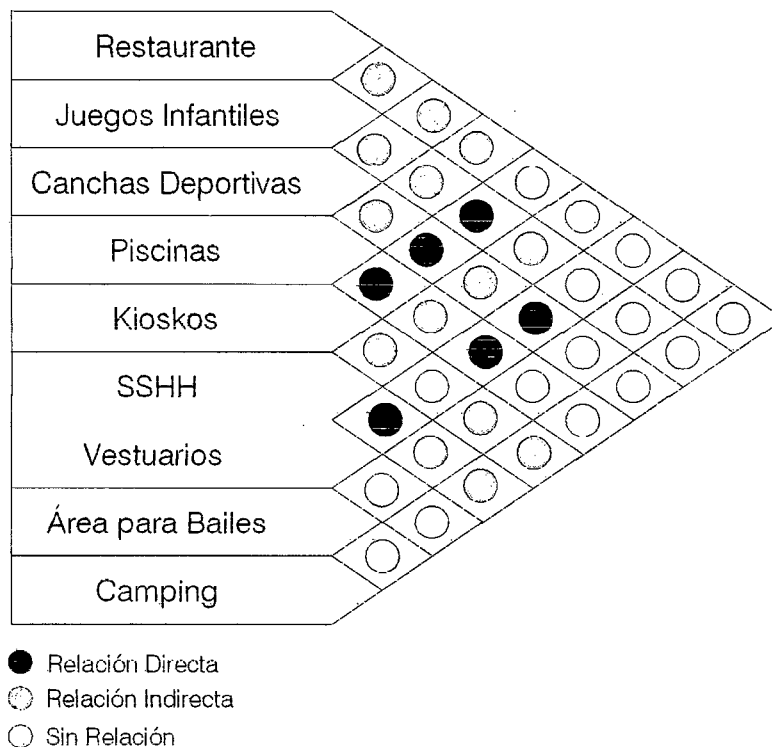 Restaurante
Juegos Infantiles
Canchas Deportivas
Piscinas
Kioskos
SSHH
Vestuarios
Área para Bailes
Camping
Relación Directa
Relación Indirecta
Sin Relación